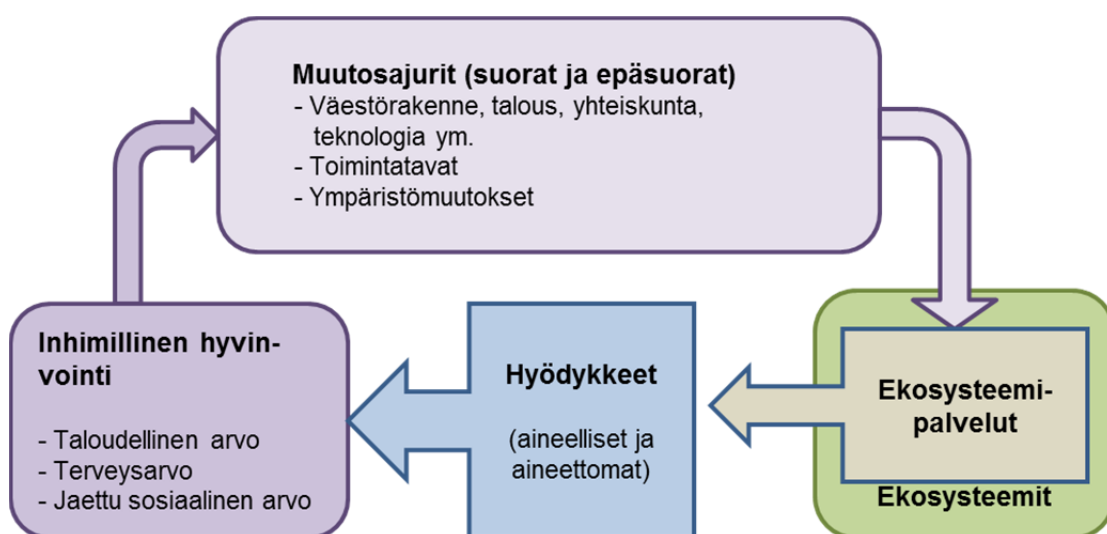 Muutosajurit (suorat ja epäsuorat)
- Väestörakenne, talous, yhteiskunta,
teknologia ym.
- Toimintatavat
- Ympäristömuutokset
Inhimillinen hyvin-
vointi
- Taloudellinen arvo
- Terveysarvo
- Jaettu sosiaalinen arvo
Hyödykkeet
(aineelliset ja
aineettomat)
Ekosysteemi-
palvelut
Ekosysteemit